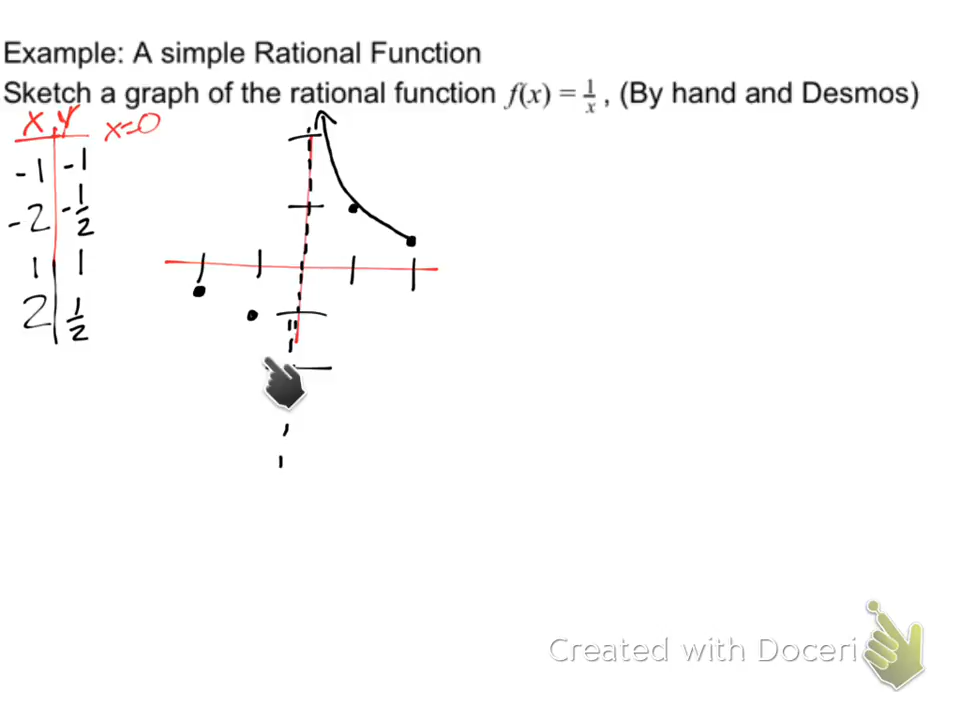 Example: A simple Rational Function
Sketch a graph of the rational function f(x) = 1/x , (By hand and Desmos)
x, y x=0
-1 -1
-2 -1/2
1 1
2 1/2
Created with Doceri